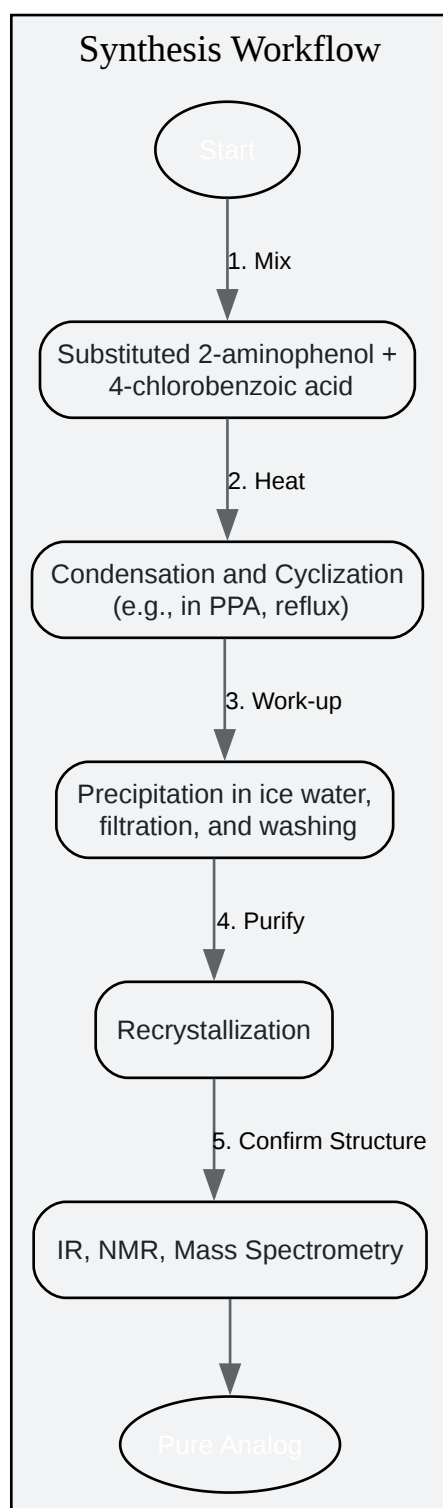 Synthesis Workflow
Start
1. Mix
Substituted 2-aminophenol +
4-chlorobenzoic acid
2. Heat
Condensation and Cyclization
(e.g., in PPA, reflux)
3. Work-up
Precipitation in ice water,
filtration, and washing
4. Purify
Recrystallization
5. Confirm Structure
IR, NMR, Mass Spectrometry
Pure Analog